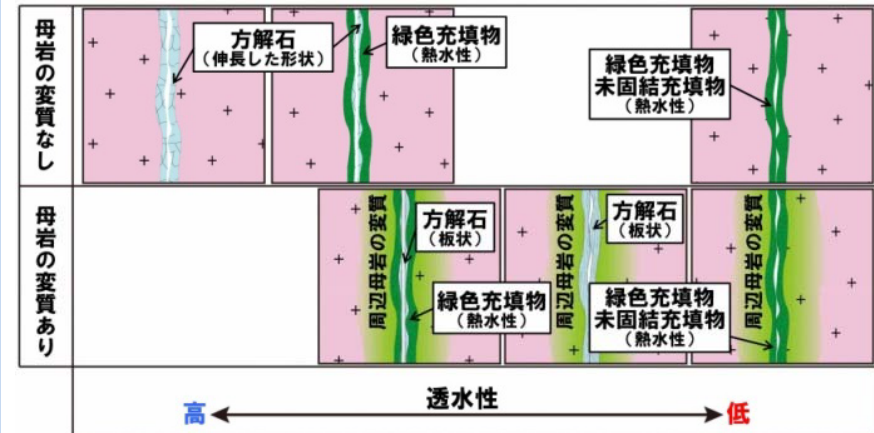 母岩の変質なし
方解石
(伸長した形状)
緑色充填物
(熱水性)
緑色充填物
未固結充填物
(熱水性)
母岩の変質あり
周辺母岩の変質
方解石
(板状)
緑色充填物
(熱水性)
周辺母岩の変質
方解石
(板状)
周辺母岩の変質
緑色充填物
未固結充填物
(熱水性)
透水性
高
低